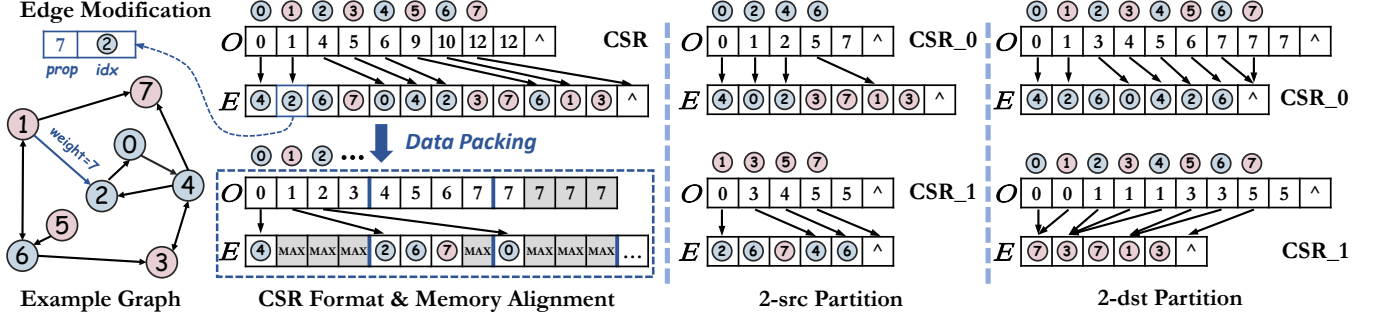 Edge Modification
7 2
prop idx
1 7 0 2 4 5 6 3
weight=7
Example Graph
0 1 2 3 4 5 6 7
O 0 1 4 5 6 9 10 12 12 ^ CSR
E 4 2 6 7 0 4 2 3 7 6 1 3 ^
Data Packing
0 1 2 ...
O 0 1 2 3 4 5 6 7 7 7 7 7
E 4 MAX MAX MAX 2 6 7 MAX 0 MAX MAX MAX ...
CSR Format & Memory Alignment
0 2 4 6
O 0 1 2 5 7 ^ CSR_0
E 4 0 2 3 7 1 3 ^
1 3 5 7
O 0 3 4 5 5 ^ CSR_1
E 2 6 7 4 6 ^
2-src Partition
0 1 2 3 4 5 6 7
O 0 1 3 4 5 6 7 7 7 ^
E 4 2 6 0 4 2 6 ^ CSR_0
0 1 2 3 4 5 6 7
O 0 0 1 1 1 3 3 5 5 ^
E 7 3 7 1 3 ^ CSR_1
2-dst Partition